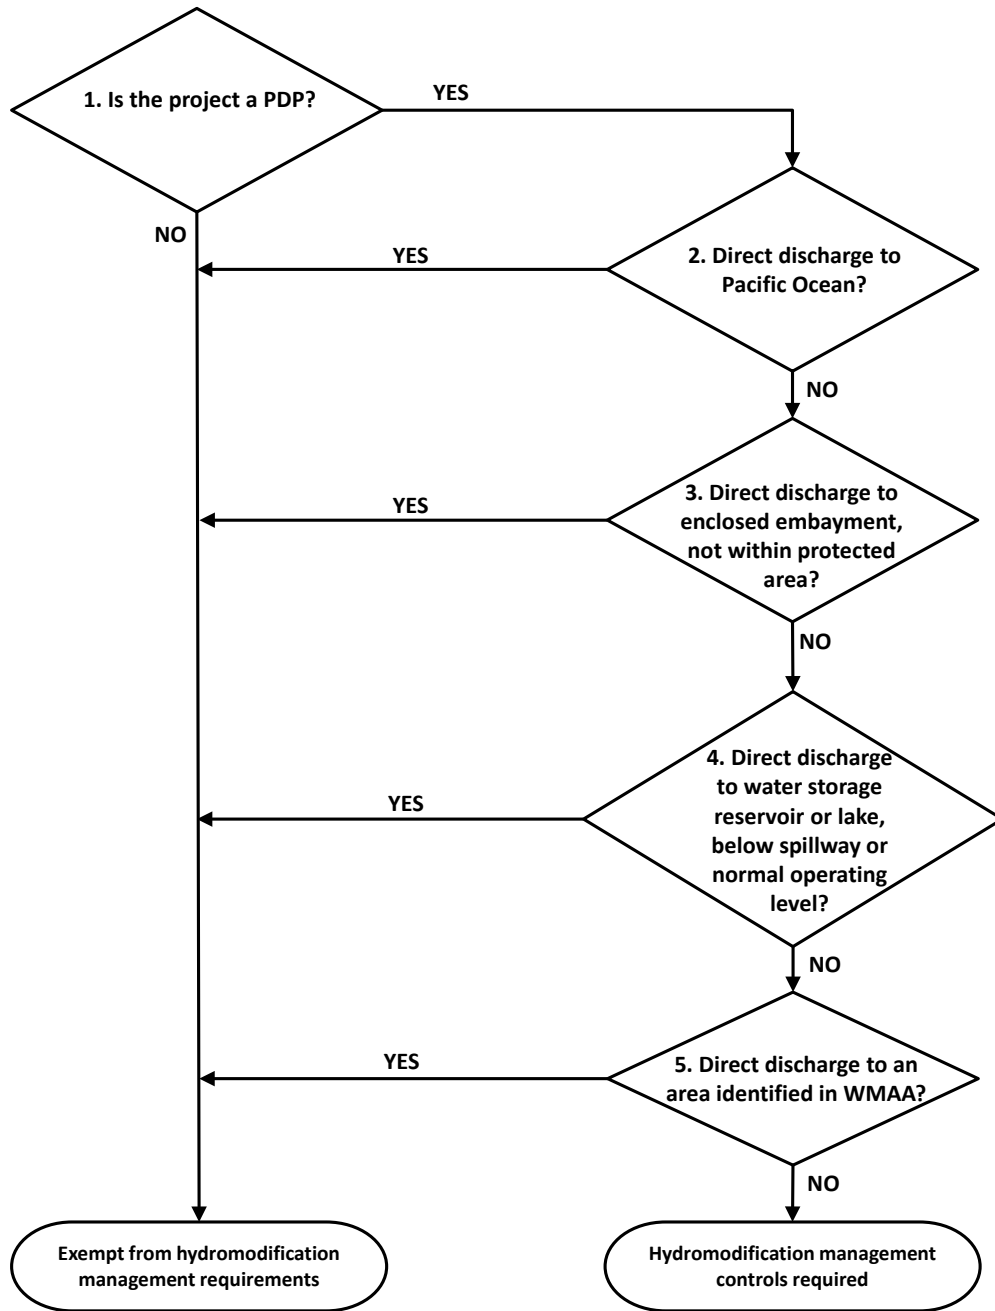 1. Is the project a PDP?
YES
NO
2. Direct discharge to
Pacific Ocean?
YES
NO
3. Direct discharge to
enclosed embayment,
not within protected
area?
YES
NO
4. Direct discharge
to water storage
reservoir or lake,
below spillway or
normal operating
level?
YES
NO
5. Direct discharge to an
area identified in WMAA?
YES
NO
Exempt from hydromodification
management requirements
Hydromodification management
controls required